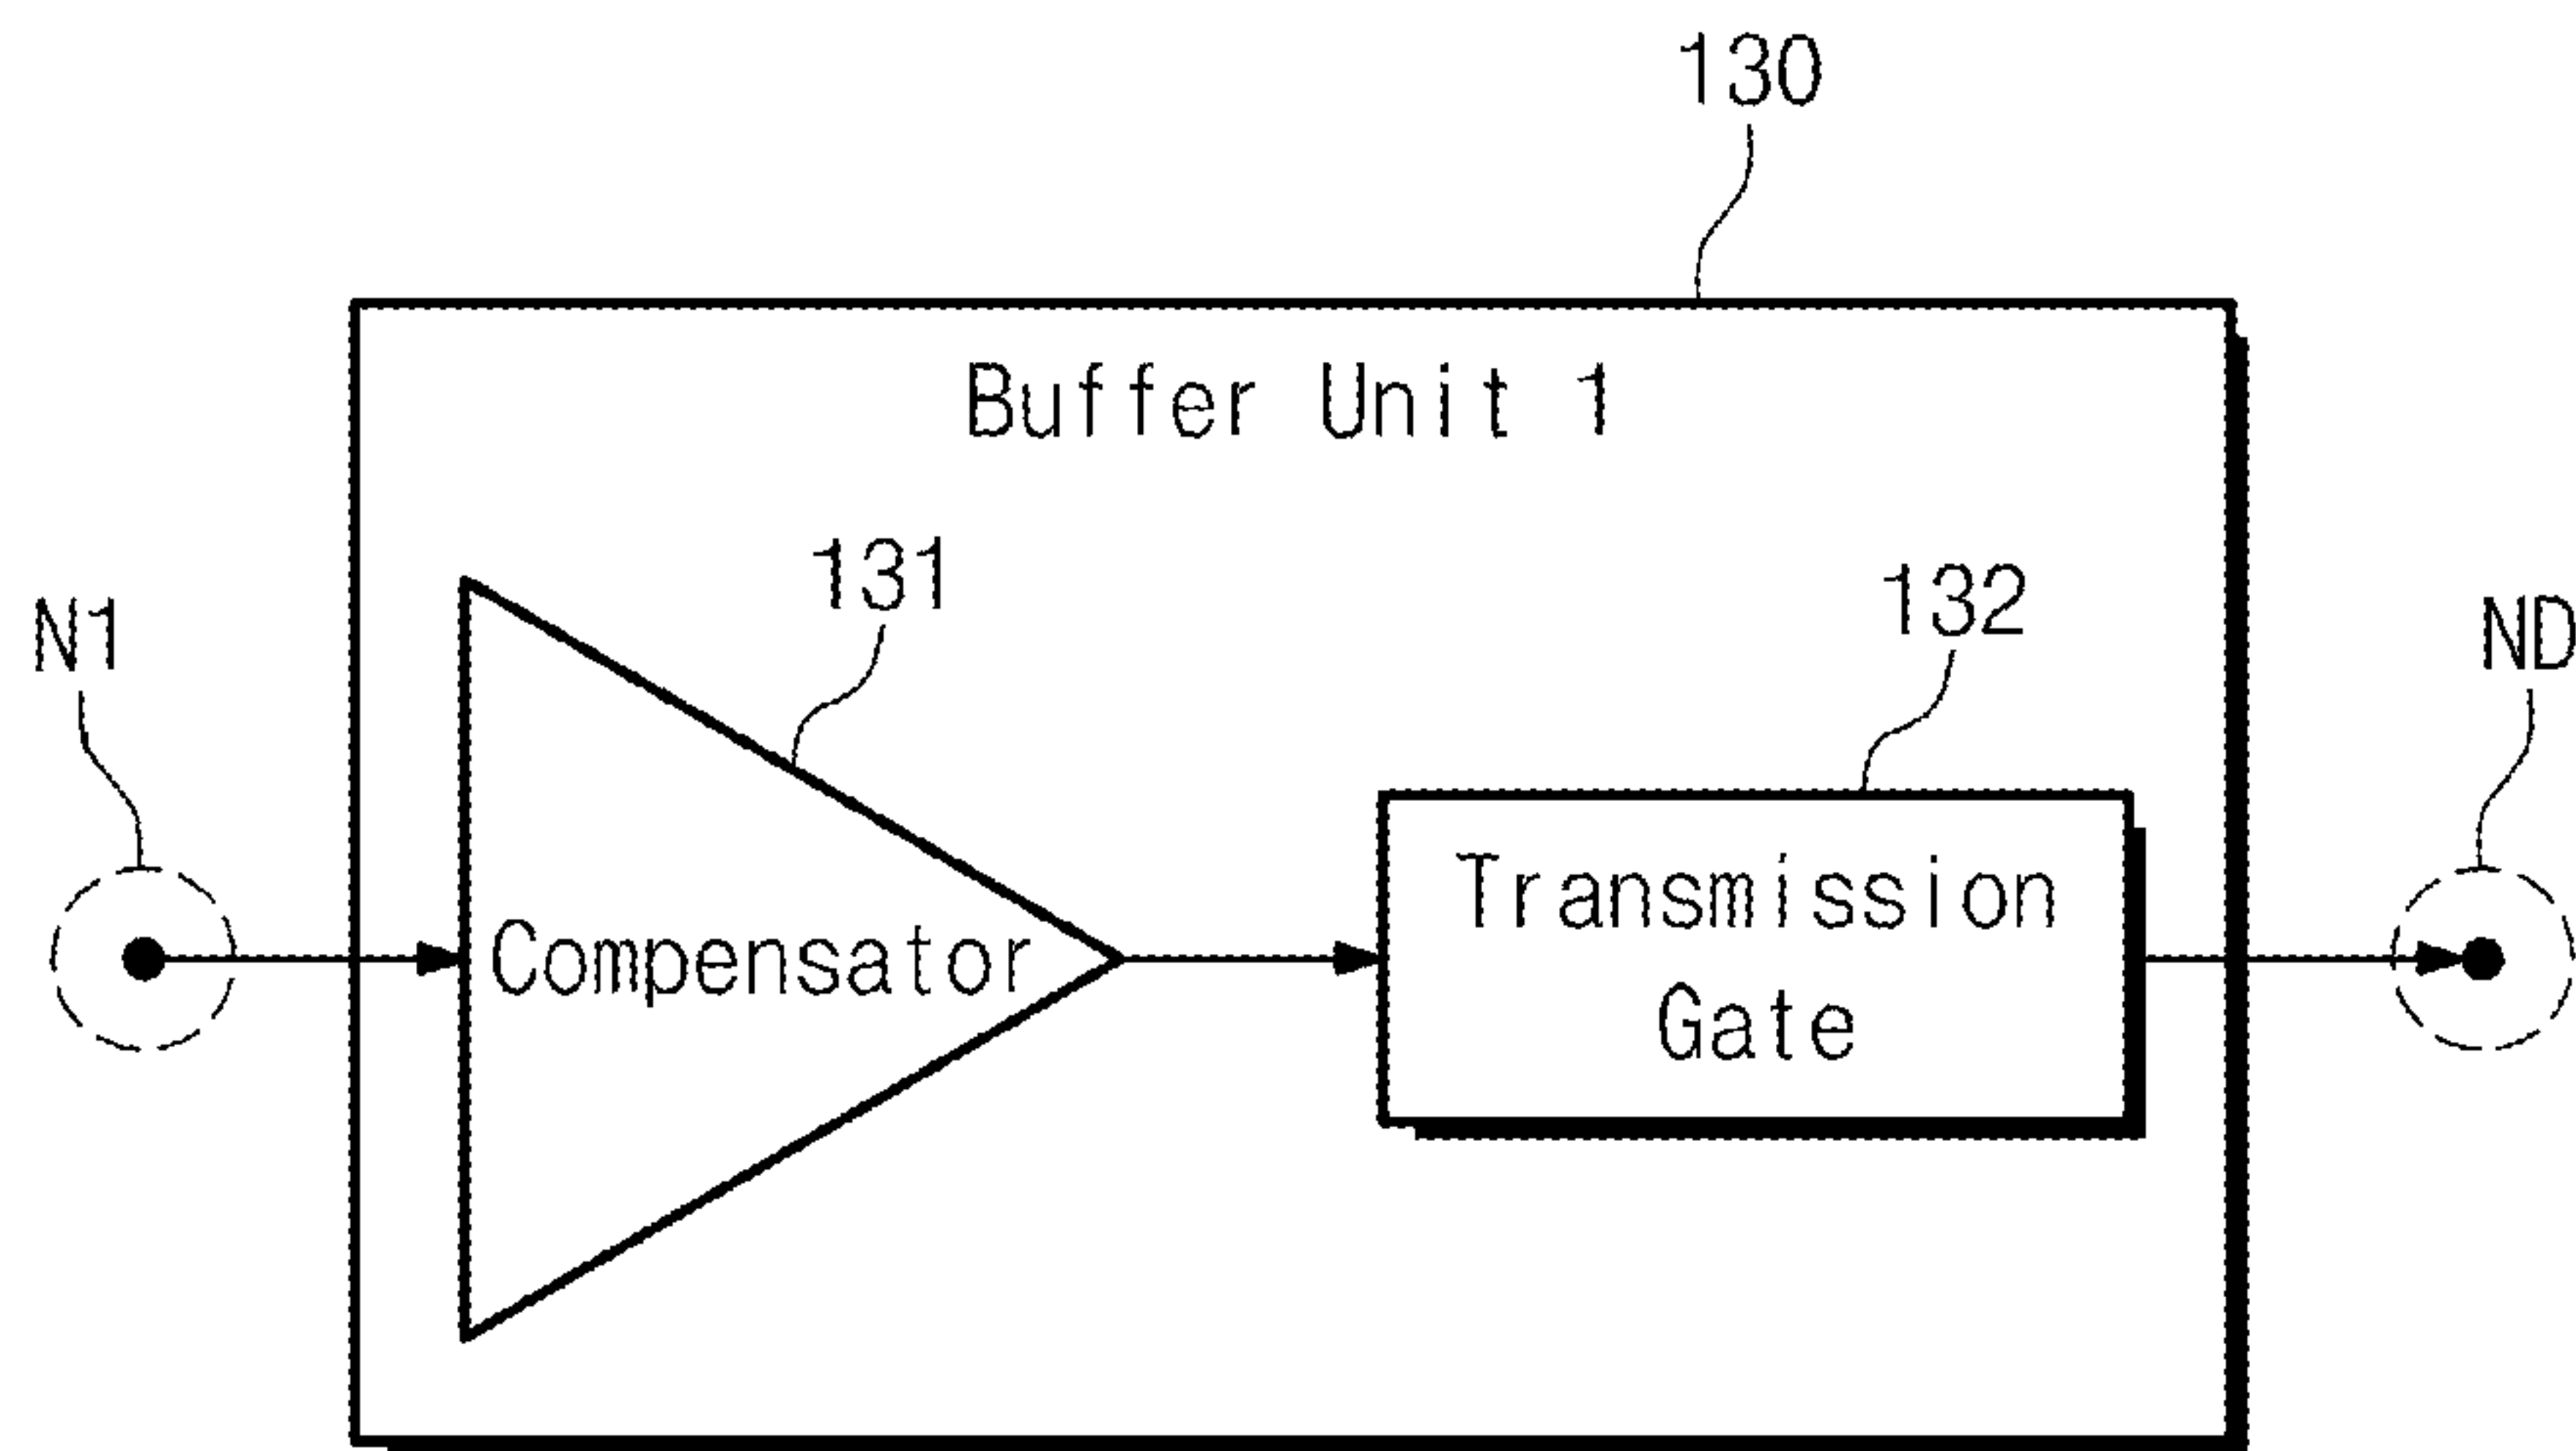 130
Buffer Unit 1
131
132
N1
ND
Compensator
Transmission
Gate